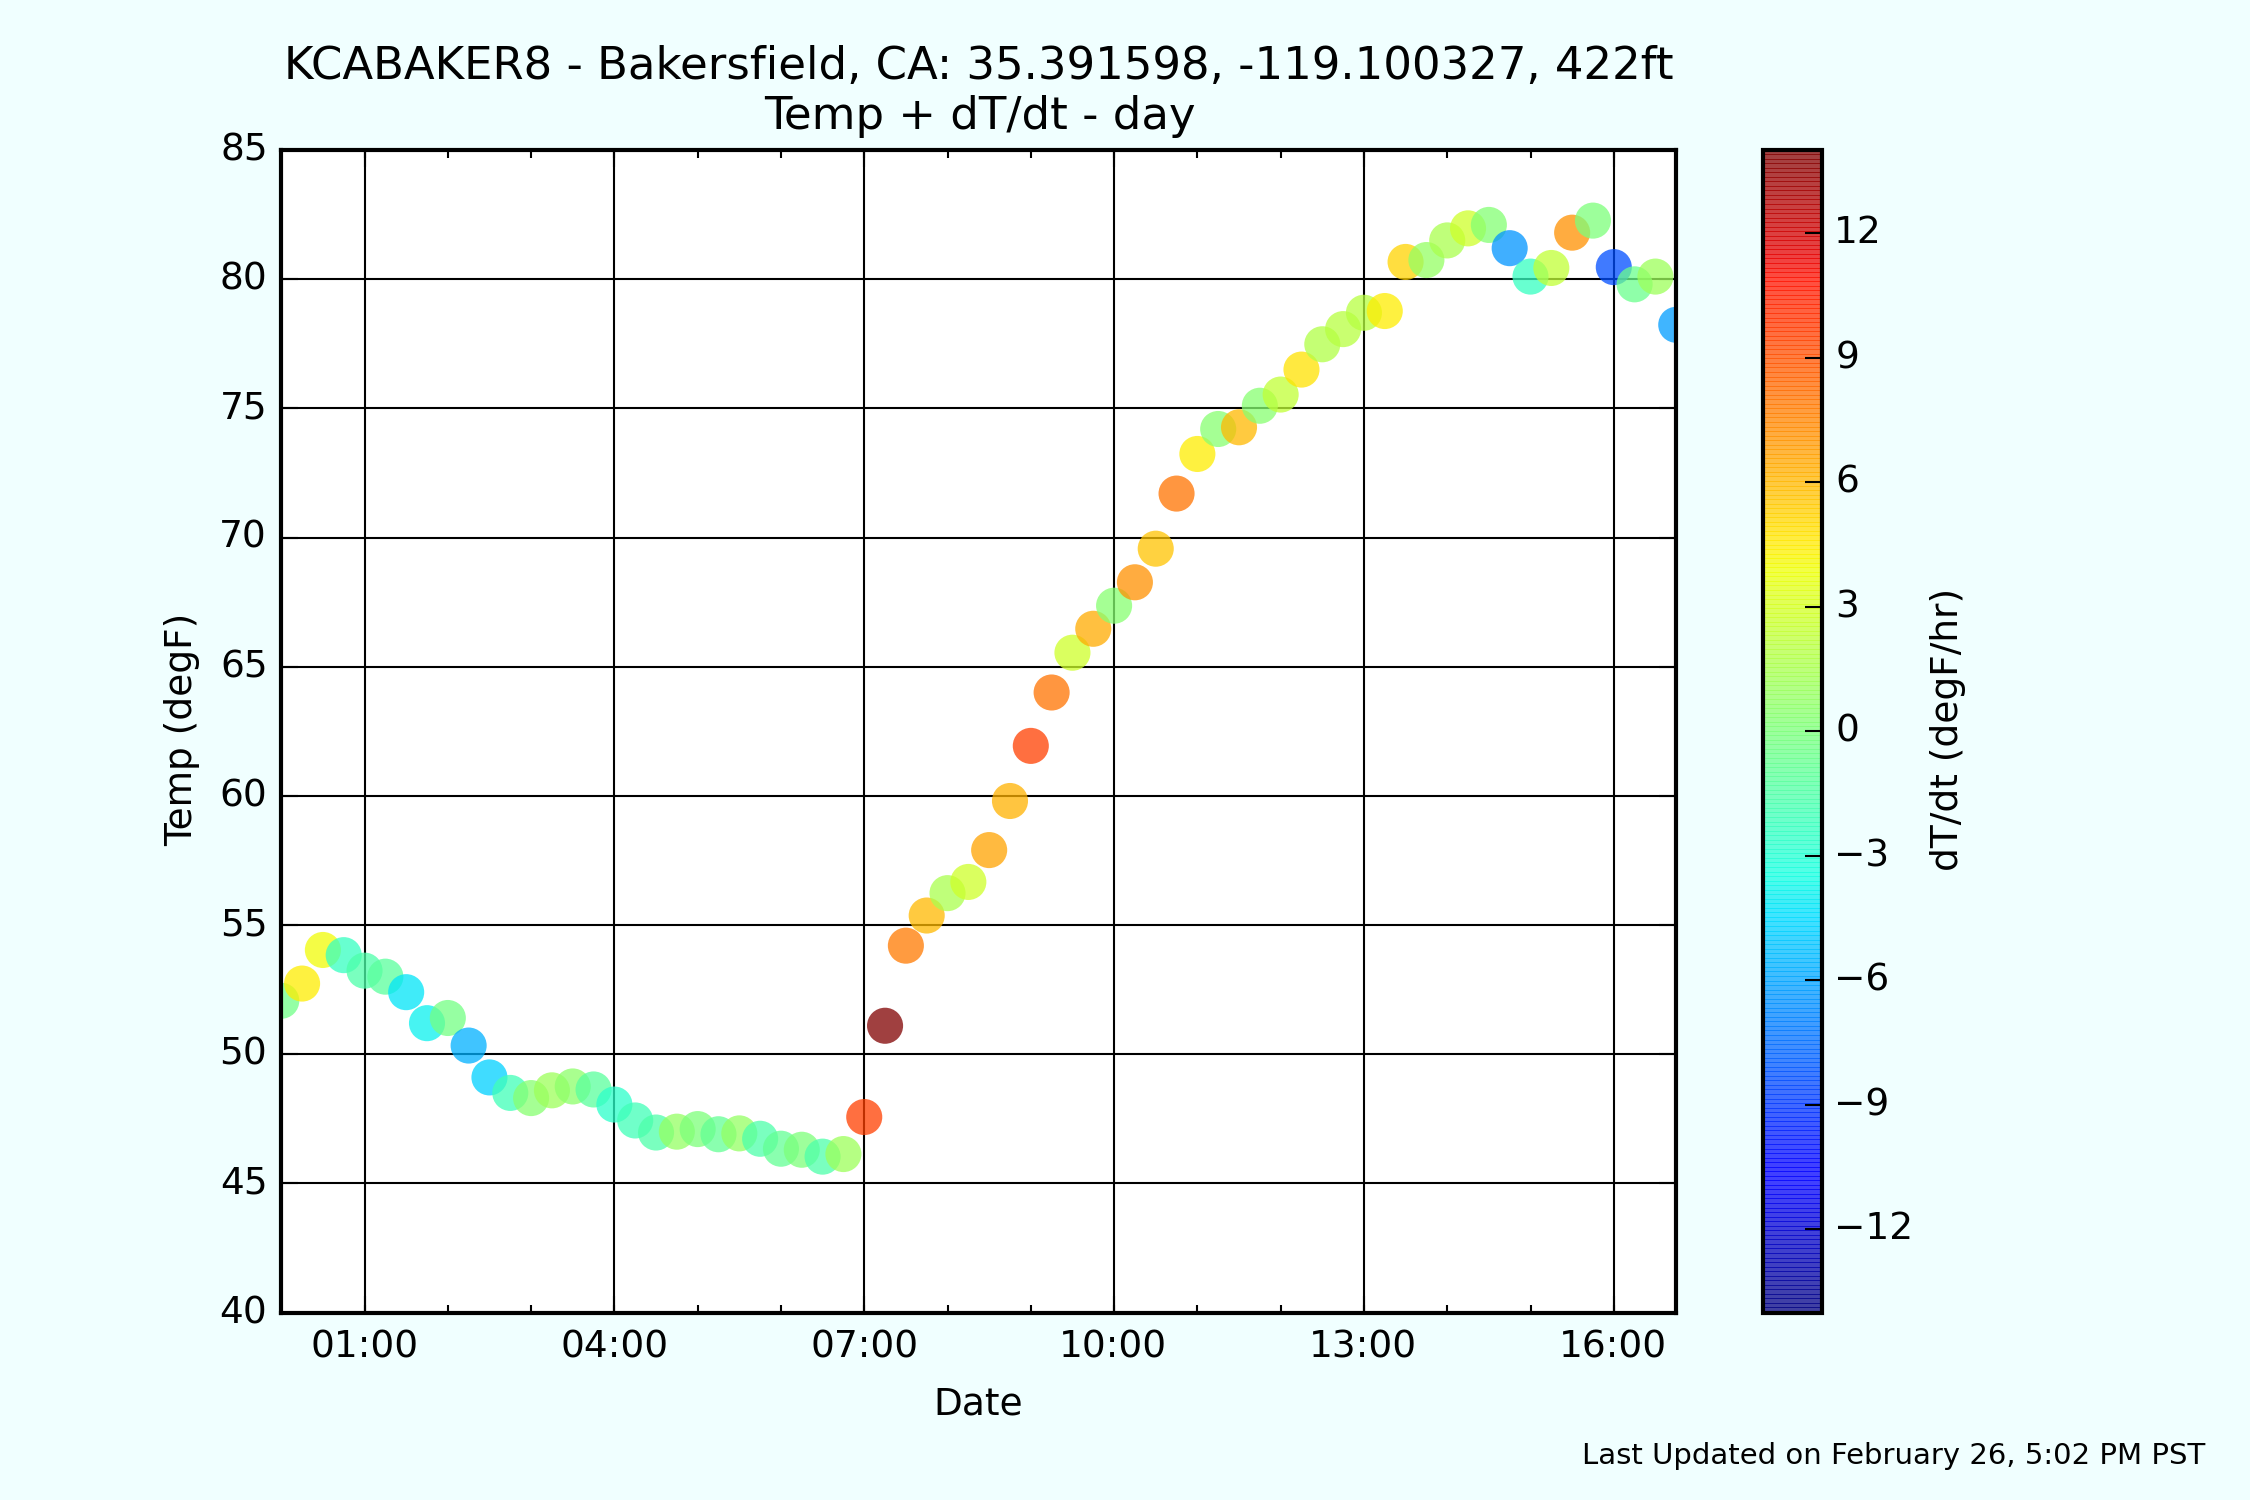 KCABAKER8 - Bakersfield, CA: 35.391598, -119.100327, 422ft
Temp + dT/dt - day
85
80
75
70
65
60
55
50
45
40
Temp (degF)
01:00 04:00 07:00 10:00 13:00 16:00
Date
12
9
6
3
0
−3
−6
−9
−12
dT/dt (degF/hr)
Last Updated on February 26, 5:02 PM PST